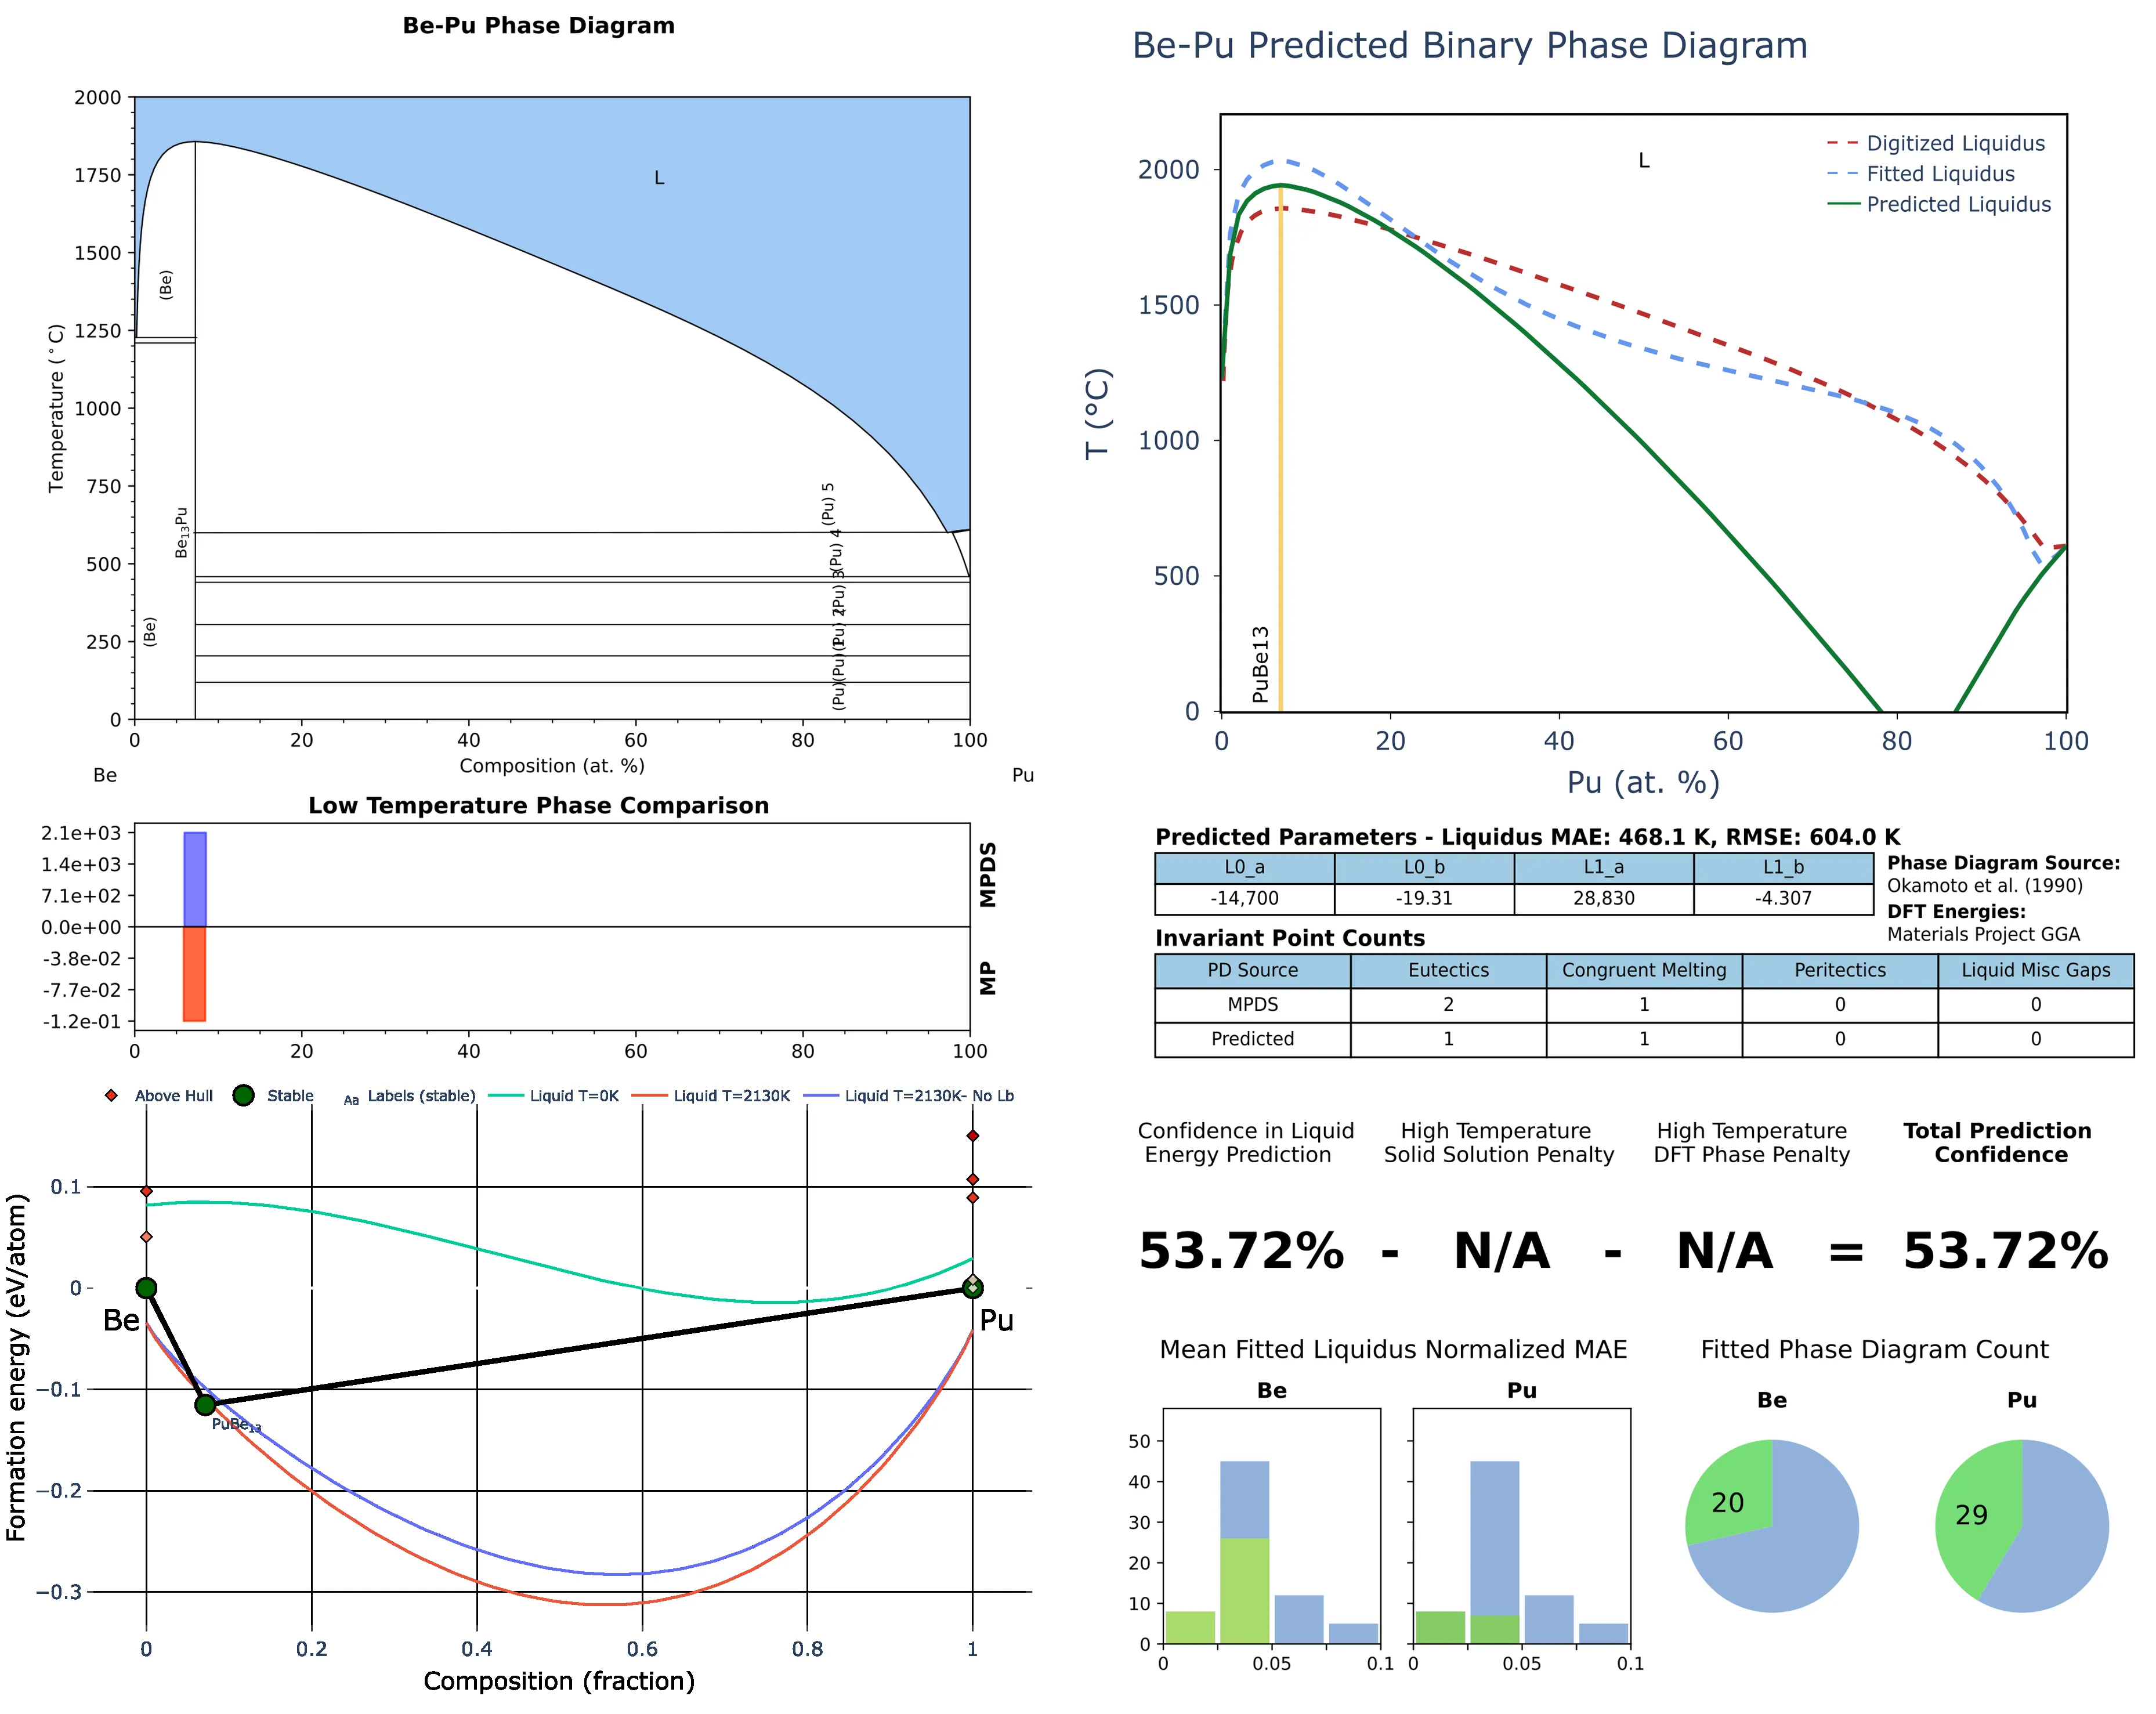 Be-Pu Phase Diagram
2000
1750
1500
1250
1000
750
500
250
0
Temperature (°C)
L
(Be)
Be13Pu
(Be)
(Pu) 5
(Pu) 4
(Pu) 3
(Pu) 2
(Pu) 1
(Pu)
0 20 40 60 80 100
Composition (at. %)
Be Pu
Low Temperature Phase Comparison
2.1e+03
1.4e+03
7.1e+02
0.0e+00
-3.8e-02
-7.7e-02
-1.2e-01
MPDS
MP
0 20 40 60 80 100
Above Hull Stable Aa Labels (stable) Liquid T=0K Liquid T=2130K Liquid T=2130K- No Lb
0.1
0
−0.1
−0.2
−0.3
Formation energy (eV/atom)
Be
Pu
PuBe13
0 0.2 0.4 0.6 0.8 1
Composition (fraction)
Be-Pu Predicted Binary Phase Diagram
2000
1500
1000
500
0
T (°C)
L
Digitized Liquidus
Fitted Liquidus
Predicted Liquidus
PuBe13
0 20 40 60 80 100
Pu (at. %)
Predicted Parameters - Liquidus MAE: 468.1 K, RMSE: 604.0 K
L0_a L0_b L1_a L1_b
-14,700 -19.31 28,830 -4.307
Phase Diagram Source:
Okamoto et al. (1990)
DFT Energies:
Materials Project GGA
Invariant Point Counts
PD Source Eutectics Congruent Melting Peritectics Liquid Misc Gaps
MPDS 2 1 0 0
Predicted 1 1 0 0
Confidence in Liquid
Energy Prediction
High Temperature
Solid Solution Penalty
High Temperature
DFT Phase Penalty
Total Prediction
Confidence
53.72% - N/A - N/A = 53.72%
Mean Fitted Liquidus Normalized MAE
Be Pu
50
40
30
20
10
0
0 0.05 0.1
0 0.05 0.1
Fitted Phase Diagram Count
Be Pu
20
29